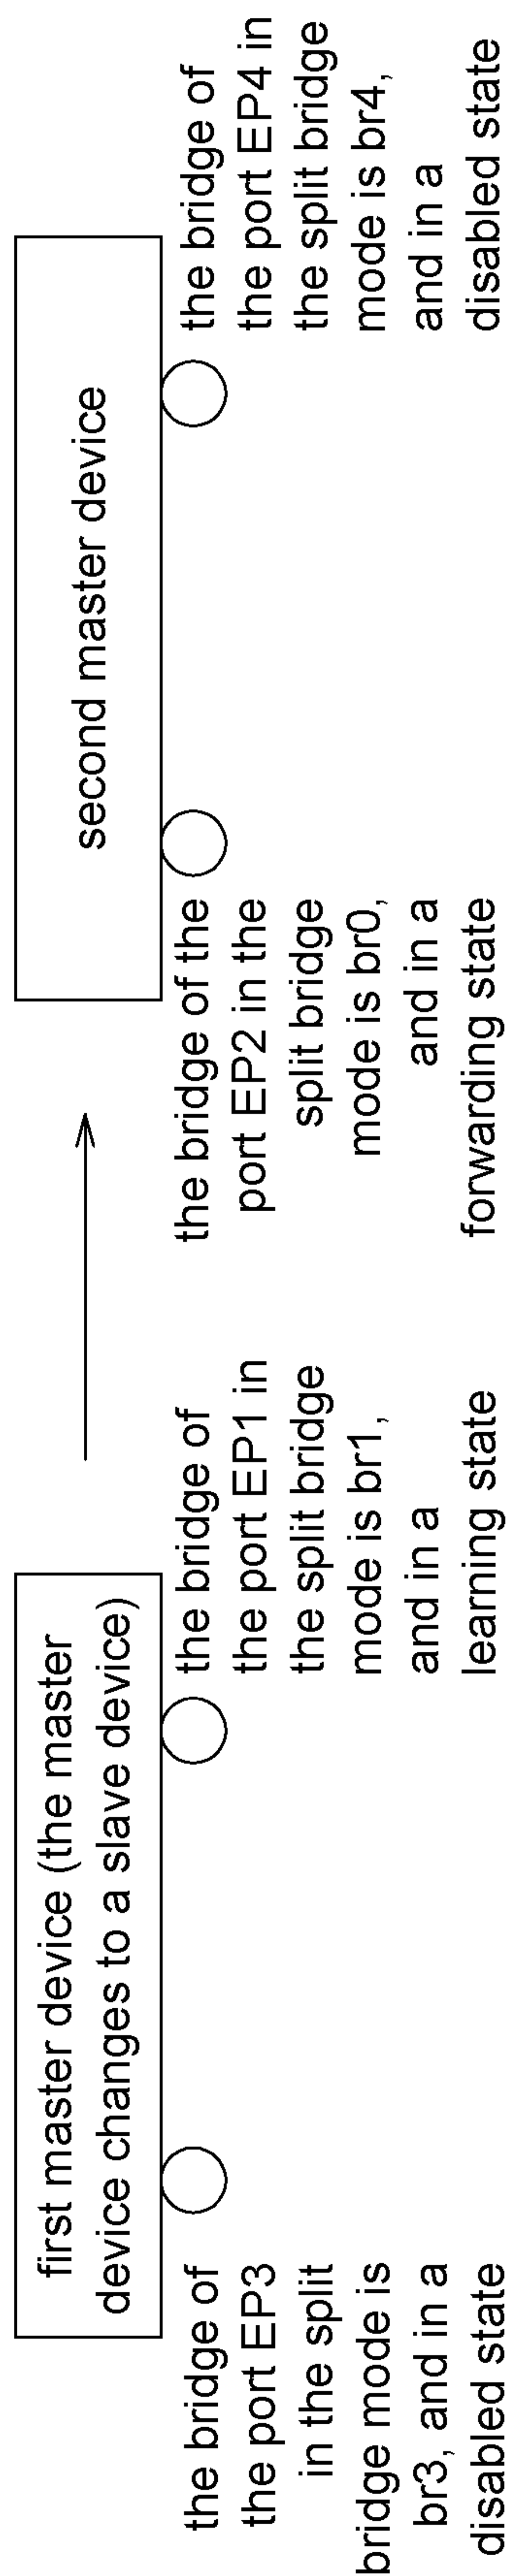 first master device (the master
device changes to a slave device)
second master device
the bridge of
the port EP3
in the split
bridge mode is
br3, and in a
disabled state
the bridge of
the port EP1 in
the split bridge
mode is br1,
and in a
learning state
the bridge of the
port EP2 in the
split bridge
mode is br0,
and in a
forwarding state
the bridge of
the port EP4 in
the split bridge
mode is br4,
and in a
disabled state